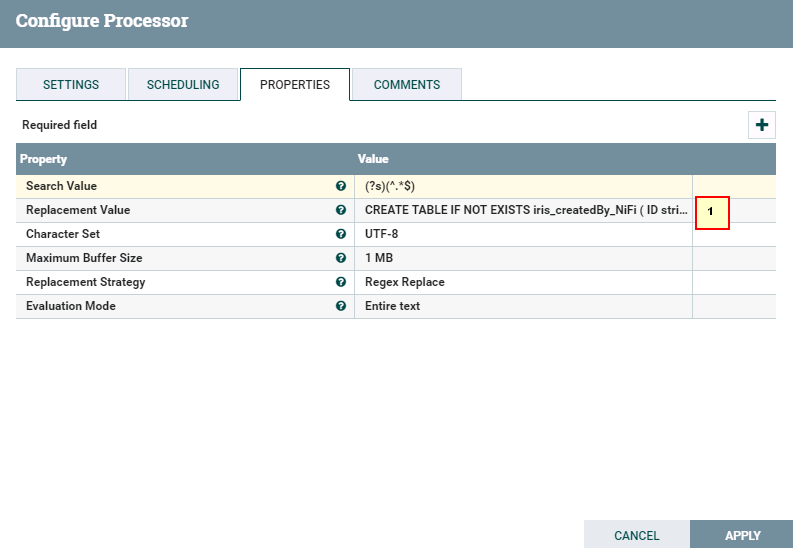 Configure Processor
SETTINGS SCHEDULING PROPERTIES COMMENTS
Required field
Property Value
Search Value (?s)(^.*$)
Replacement Value CREATE TABLE IF NOT EXISTS iris_createdBy_NiFi ( ID stri... 1
Character Set UTF-8
Maximum Buffer Size 1 MB
Replacement Strategy Regex Replace
Evaluation Mode Entire text
CANCEL APPLY